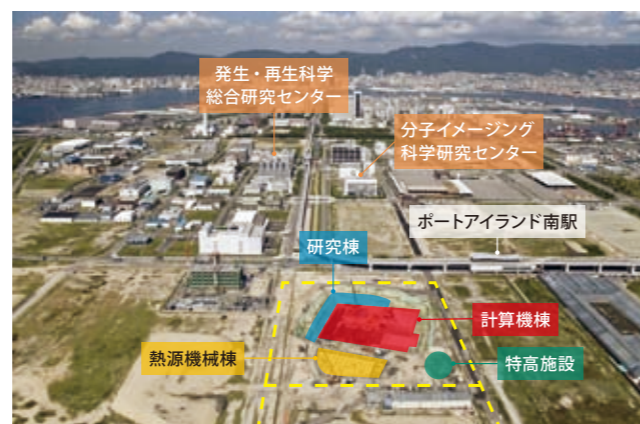 発生・再生科学
総合研究センター
分子イメージング
科学研究センター
ポートアイランド南駅
研究棟
計算機棟
熱源機械棟
特高施設